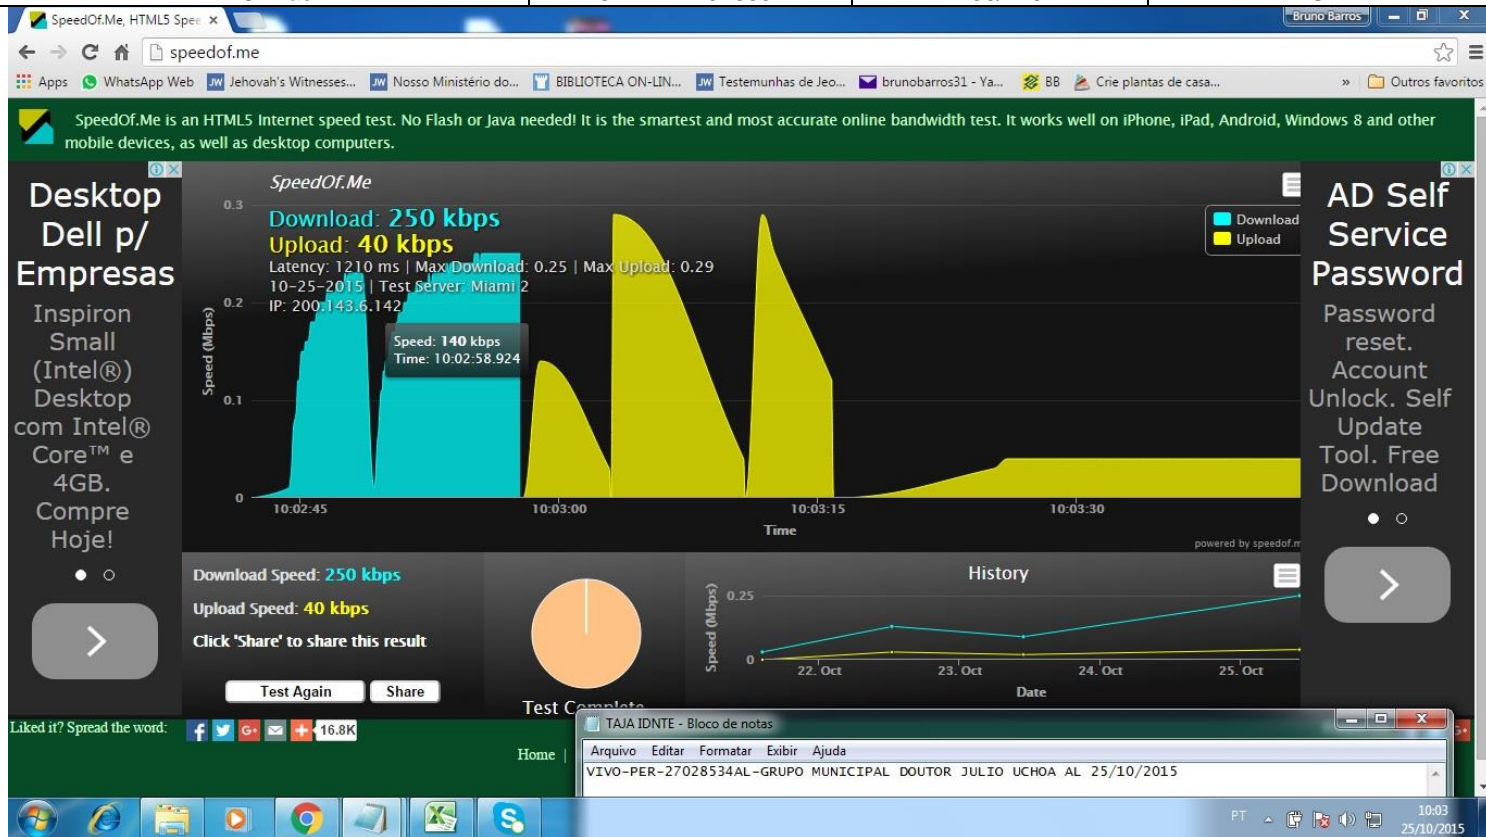 SpeedOf.Me, HTML5 Spee
Bruno Barros
speedof.me
Apps WhatsApp Web Jehovah's Witnesses... Nosso Ministério do... BIBLIOTECA ON-LIN... Testemunhas de Jeo... brunobarros31 - Ya... BB Crie plantas de casa... » Outros favoritos
SpeedOf.Me is an HTML5 Internet speed test. No Flash or Java needed! It is the smartest and most accurate online bandwidth test. It works well on iPhone, iPad, Android, Windows 8 and other
mobile devices, as well as desktop computers.
Desktop
Dell p/
Empresas
Inspiron
Small
(Intel®)
Desktop
com Intel®
Core™ e
4GB.
Compre
Hoje!
SpeedOf.Me
Download: 250 kbps
Upload: 40 kbps
Latency: 1210 ms | Max Download: 0.25 | Max Upload: 0.29
10-25-2015 | Test Server: Miami 2
IP: 200.143.6.142
Speed: 140 kbps
Time: 10:02:58.924
Download
Upload
Speed (Mbps)
0.3
0.2
0.1
0
10:02:45 10:03:00 10:03:15 10:03:30
Time
powered by speedof.m
AD Self
Service
Password
Password
reset.
Account
Unlock. Self
Update
Tool. Free
Download
Download Speed: 250 kbps
Upload Speed: 40 kbps
Click 'Share' to share this result
Test Again Share
Test Complete
History
Speed (Mbps)
0.25
0
22. Oct 23. Oct 24. Oct 25. Oct
Date
Liked it? Spread the word:
16.8K
Home |
TAJA IDNTE - Bloco de notas
Arquivo Editar Formatar Exibir Ajuda
VIVO-PER-27028534AL-GRUPO MUNICIPAL DOUTOR JULIO UCHOA AL 25/10/2015
PT
10:03
25/10/2015